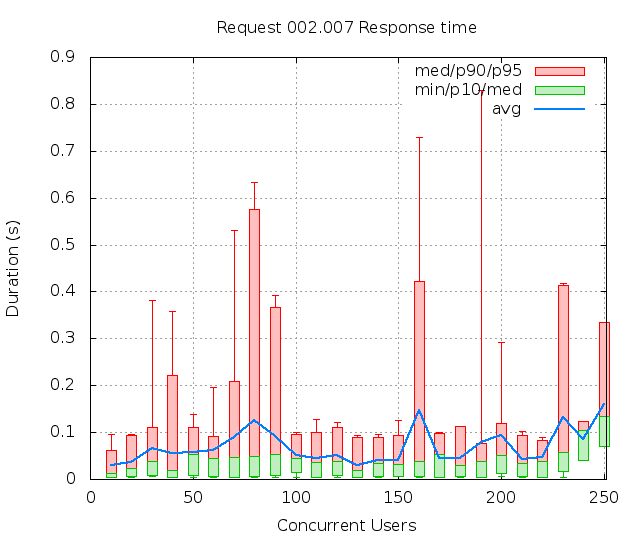 Request 002.007 Response time
med/p90/p95
min/p10/med
avg
Duration (s)
0.9
0.8
0.7
0.6
0.5
0.4
0.3
0.2
0.1
0
0 50 100 150 200 250
Concurrent Users